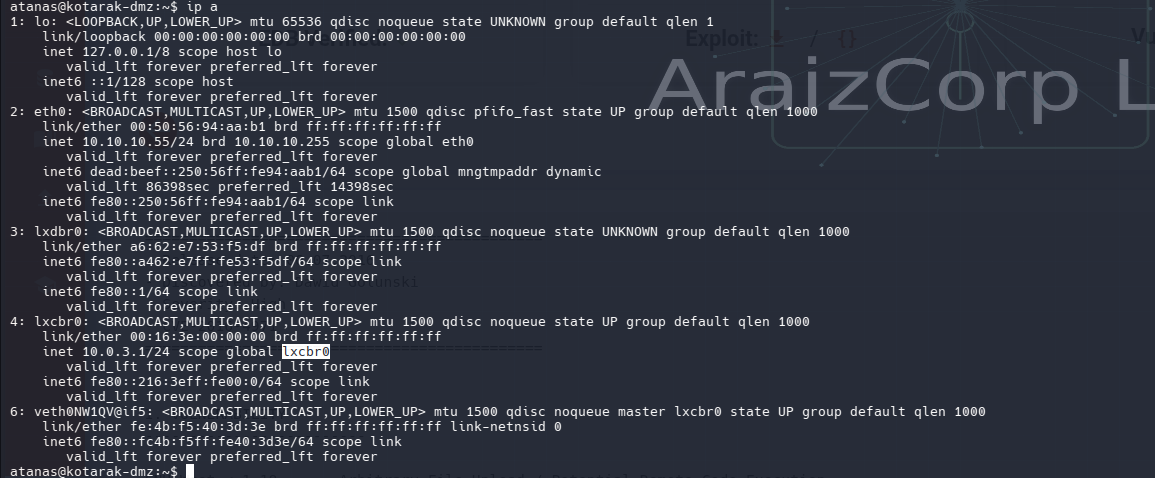 atanas@kotarak-dmz:~$ ip a
1: lo: <LOOPBACK,UP,LOWER_UP> mtu 65536 qdisc noqueue state UNKNOWN group default qlen 1
    link/loopback 00:00:00:00:00:00 brd 00:00:00:00:00:00
    inet 127.0.0.1/8 scope host lo
       valid_lft forever preferred_lft forever
    inet6 ::1/128 scope host
       valid_lft forever preferred_lft forever
2: eth0: <BROADCAST,MULTICAST,UP,LOWER_UP> mtu 1500 qdisc pfifo_fast state UP group default qlen 1000
    link/ether 00:50:56:94:aa:b1 brd ff:ff:ff:ff:ff:ff
    inet 10.10.10.55/24 brd 10.10.10.255 scope global eth0
       valid_lft forever preferred_lft forever
    inet6 dead:beef::250:56ff:fe94:aab1/64 scope global mngtmpaddr dynamic
       valid_lft 86398sec preferred_lft 14398sec
    inet6 fe80::250:56ff:fe94:aab1/64 scope link
       valid_lft forever preferred_lft forever
3: lxdbr0: <BROADCAST,MULTICAST,UP,LOWER_UP> mtu 1500 qdisc noqueue state UNKNOWN group default qlen 1000
    link/ether a6:62:e7:53:f5:df brd ff:ff:ff:ff:ff:ff
    inet6 fe80::a462:e7ff:fe53:f5df/64 scope link
       valid_lft forever preferred_lft forever
    inet6 fe80::1/64 scope link
       valid_lft forever preferred_lft forever
4: lxcbr0: <BROADCAST,MULTICAST,UP,LOWER_UP> mtu 1500 qdisc noqueue state UP group default qlen 1000
    link/ether 00:16:3e:00:00:00 brd ff:ff:ff:ff:ff:ff
    inet 10.0.3.1/24 scope global lxcbr0
       valid_lft forever preferred_lft forever
    inet6 fe80::216:3eff:fe00:0/64 scope link
       valid_lft forever preferred_lft forever
6: veth0NW1QV@if5: <BROADCAST,MULTICAST,UP,LOWER_UP> mtu 1500 qdisc noqueue master lxcbr0 state UP group default qlen 1000
    link/ether fe:4b:f5:40:3d:3e brd ff:ff:ff:ff:ff:ff link-netnsid 0
    inet6 fe80::fc4b:f5ff:fe40:3d3e/64 scope link
       valid_lft forever preferred_lft forever
atanas@kotarak-dmz:~$
Exploit: / {}
AraizCorp L